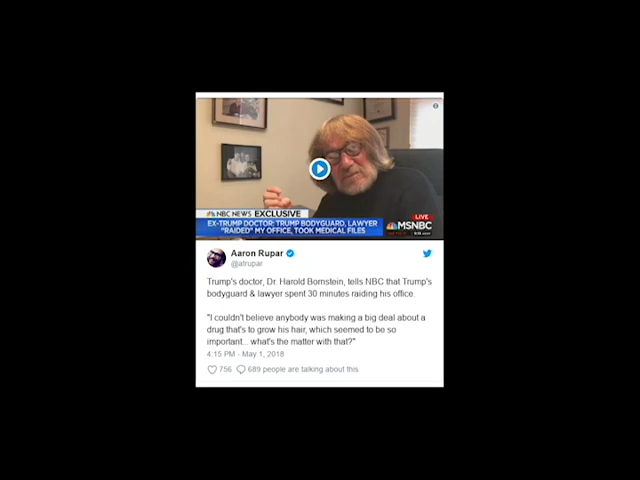 NBC NEWS EXCLUSIVE
EX-TRUMP DOCTOR: TRUMP BODYGUARD, LAWYER
"RAIDED" MY OFFICE, TOOK MEDICAL FILES
LIVE
MSNBC
Aaron Rupar
@atrupar
Trump's doctor, Dr. Harold Bornstein, tells NBC that Trump's
bodyguard & lawyer spent 30 minutes raiding his office.
"I couldn't believe anybody was making a big deal about a
drug that's to grow his hair, which seemed to be so
important... what's the matter with that?"
4:15 PM - May 1, 2018
756 689 people are talking about this